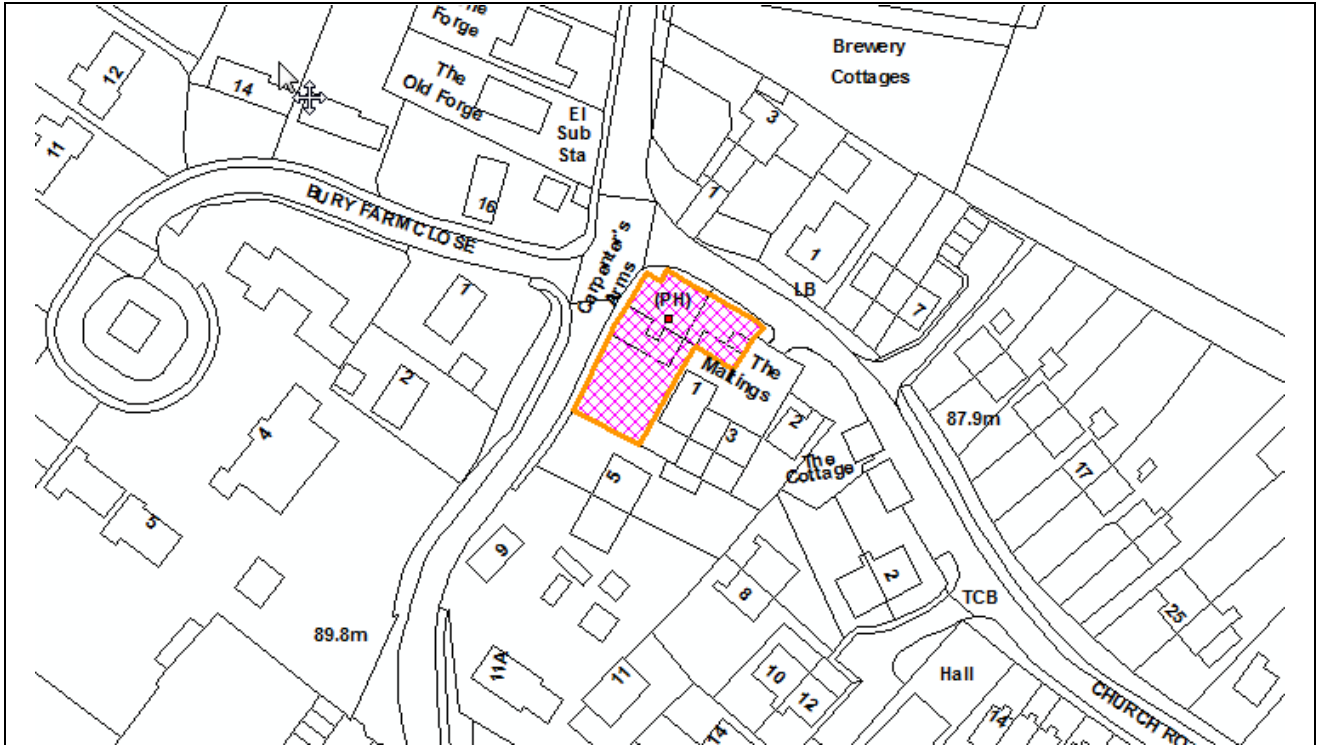 The
Forge
Brewery
Cottages
12
14
The
Old Forge
El
Sub
Sta
3
11
16
1
BURY FARM CLOSE
Carpenter's
Arms
1
LB
7
(PH)
1
2
The
Maltings
1
2
3
87.9m
4
The
Cottage
17
5
5
9
2
8
TCB
25
89.8m
11A
11
10
12
Hall
14
14
CHURCH RO